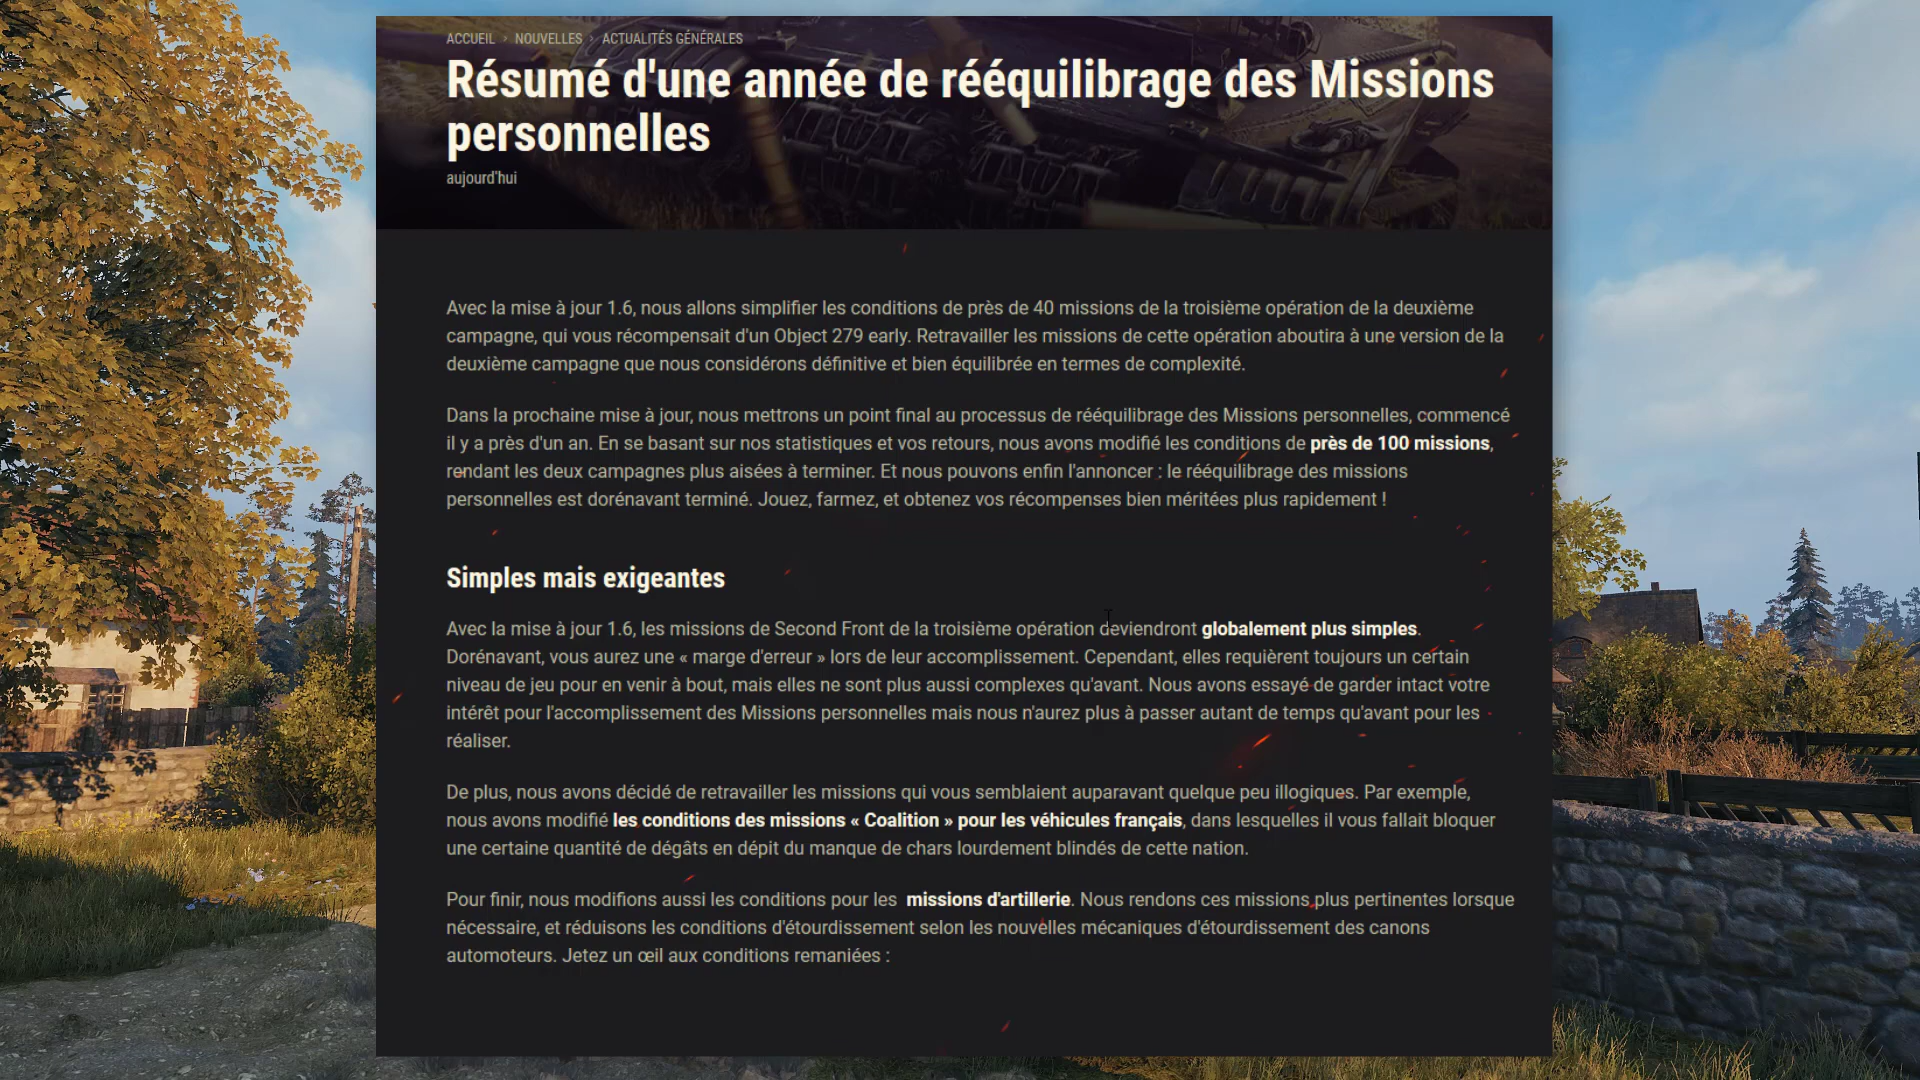 ACCUEIL > NOUVELLES > ACTUALITÉS GÉNÉRALES
Résumé d'une année de rééquilibrage des Missions
personnelles
aujourd'hui
Avec la mise à jour 1.6, nous allons simplifier les conditions de près de 40 missions de la troisième opération de la deuxième
campagne, qui vous récompensait d'un Object 279 early. Retravailler les missions de cette opération aboutira à une version de la
deuxième campagne que nous considérons définitive et bien équilibrée en termes de complexité.
Dans la prochaine mise à jour, nous mettrons un point final au processus de rééquilibrage des Missions personnelles, commencé
il y a près d'un an. En se basant sur nos statistiques et vos retours, nous avons modifié les conditions de près de 100 missions,
rendant les deux campagnes plus aisées à terminer. Et nous pouvons enfin l'annoncer : le rééquilibrage des missions
personnelles est dorénavant terminé. Jouez, farmez, et obtenez vos récompenses bien méritées plus rapidement !
Simples mais exigeantes
Avec la mise à jour 1.6, les missions de Second Front de la troisième opération deviendront globalement plus simples.
Dorénavant, vous aurez une « marge d'erreur » lors de leur accomplissement. Cependant, elles requièrent toujours un certain
niveau de jeu pour en venir à bout, mais elles ne sont plus aussi complexes qu'avant. Nous avons essayé de garder intact votre
intérêt pour l'accomplissement des Missions personnelles mais nous n'aurez plus à passer autant de temps qu'avant pour les
réaliser.
De plus, nous avons décidé de retravailler les missions qui vous semblaient auparavant quelque peu illogiques. Par exemple,
nous avons modifié les conditions des missions « Coalition » pour les véhicules français, dans lesquelles il vous fallait bloquer
une certaine quantité de dégâts en dépit du manque de chars lourdement blindés de cette nation.
Pour finir, nous modifions aussi les conditions pour les missions d'artillerie. Nous rendons ces missions plus pertinentes lorsque
nécessaire, et réduisons les conditions d'étourdissement selon les nouvelles mécaniques d'étourdissement des canons
automoteurs. Jetez un œil aux conditions remaniées :